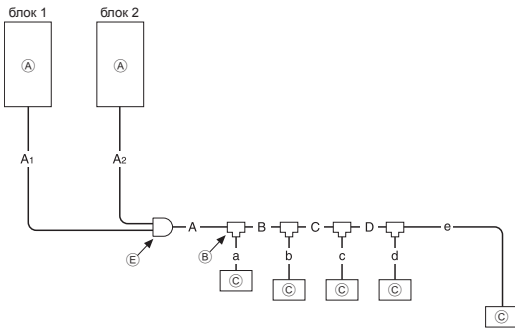 блок 1 блок 2
Ⓐ Ⓐ
A1 A2
A B C D e
Ⓔ Ⓑ a b c d
Ⓒ Ⓒ Ⓒ Ⓒ
Ⓒ